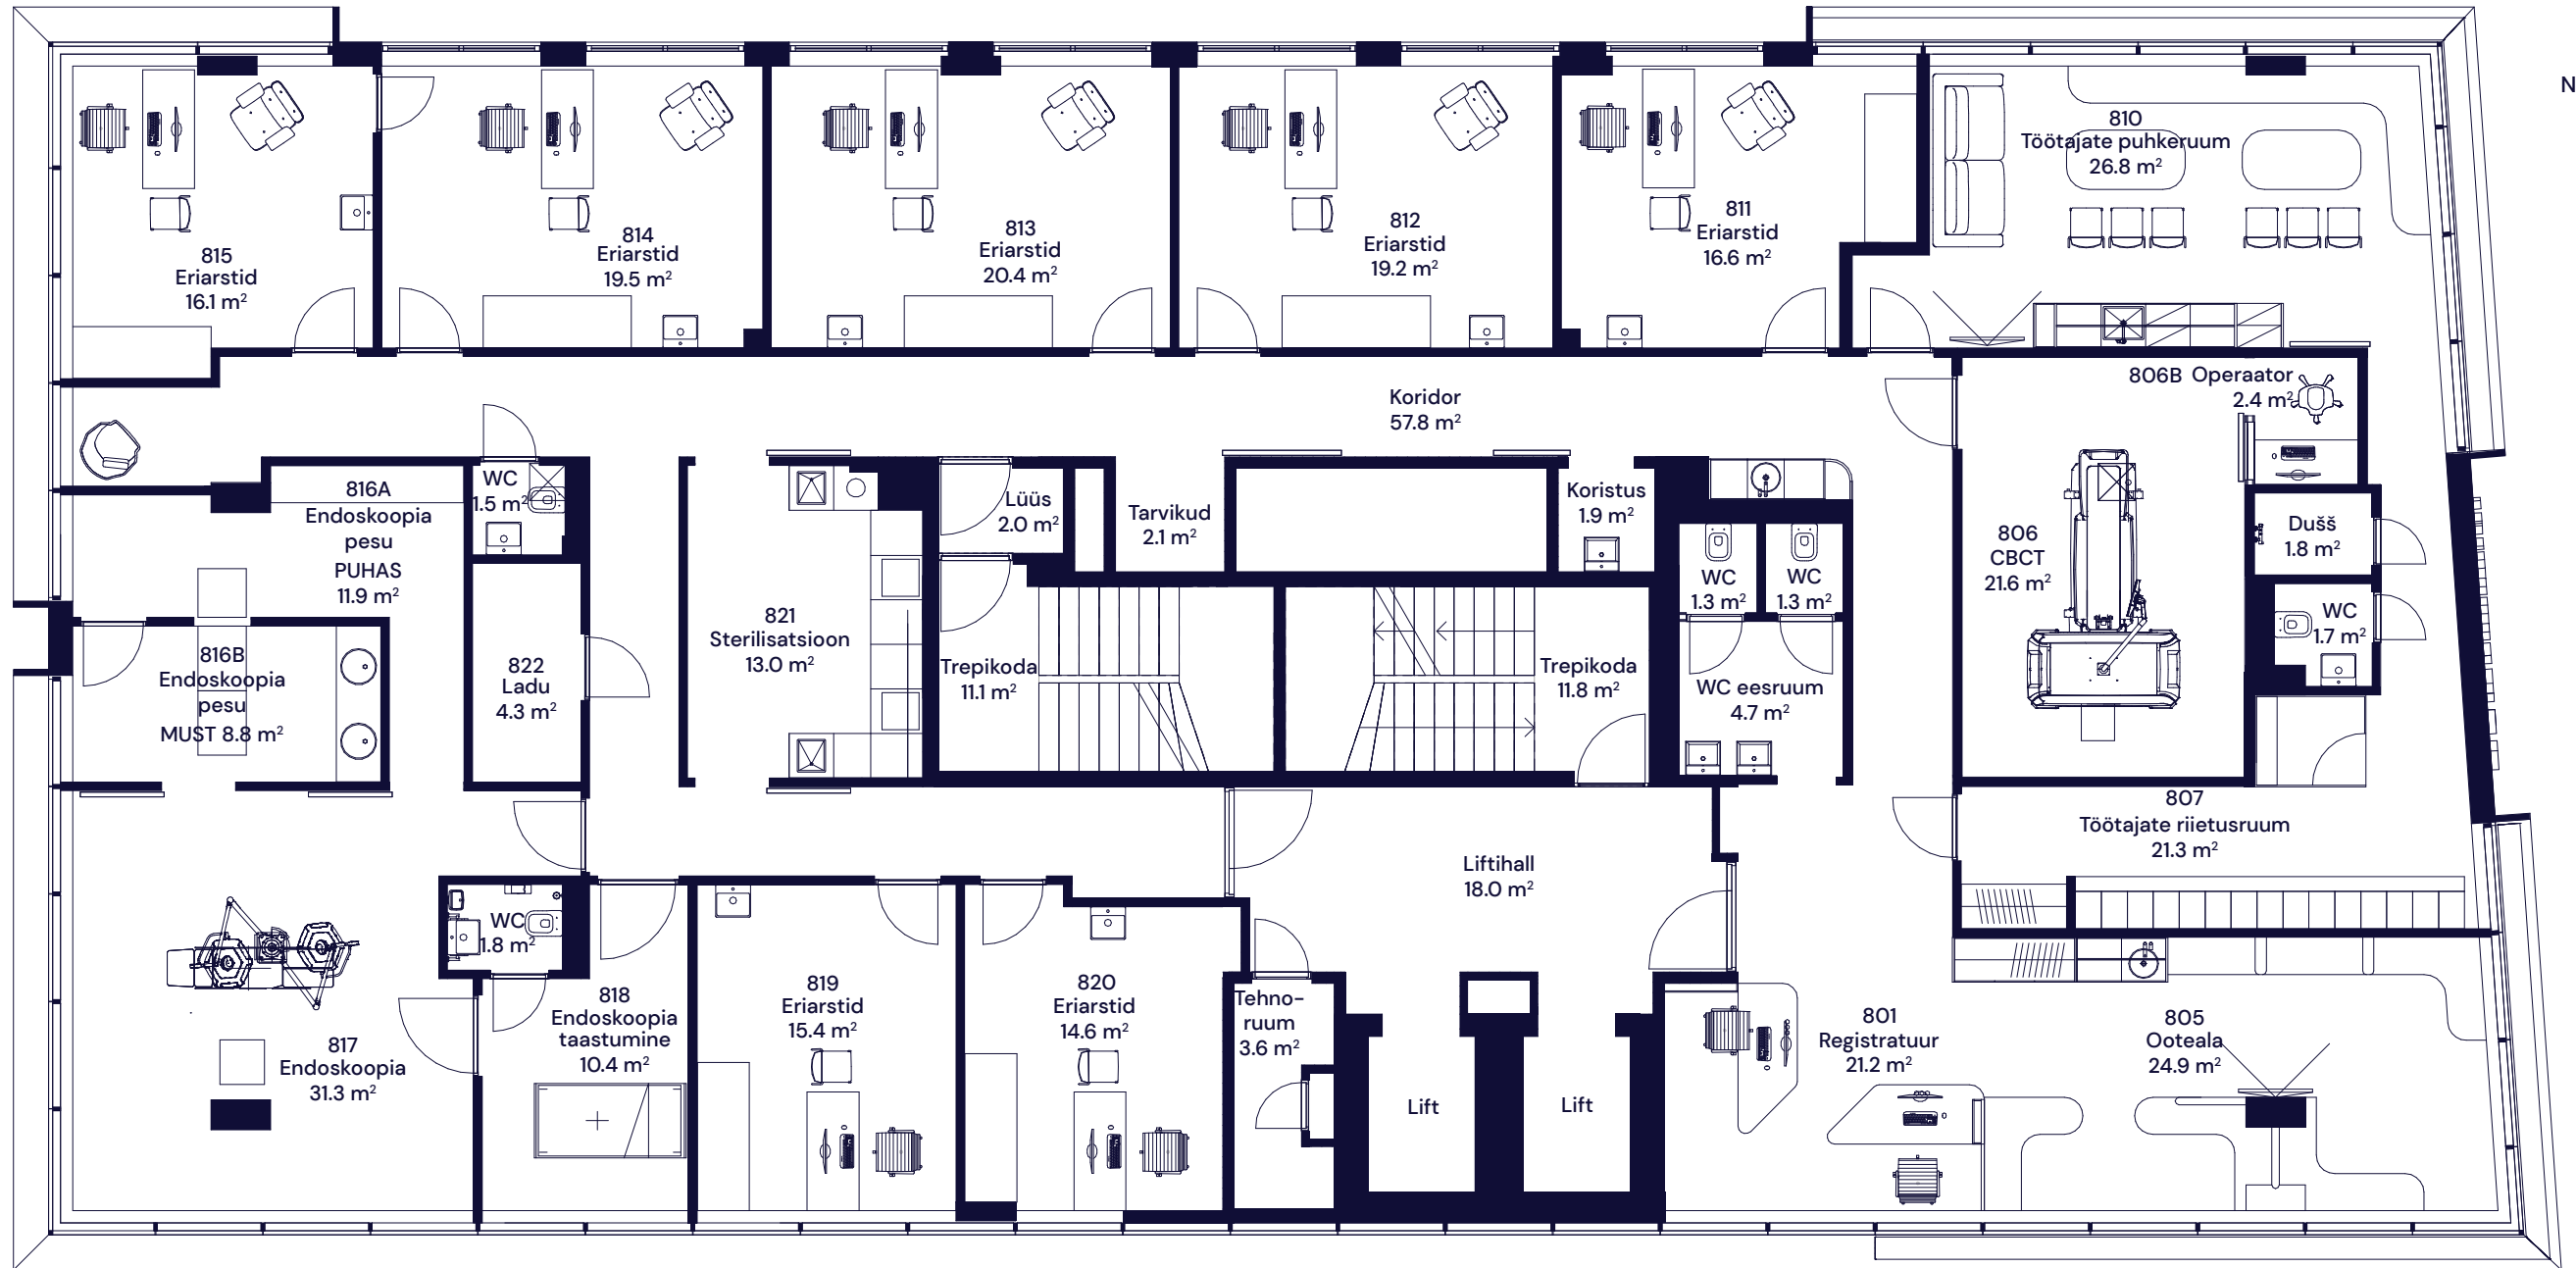 N
810
Töötajate puhkeruum
26.8 m²
815
Eriarstid
16.1 m²
814
Eriarstid
19.5 m²
813
Eriarstid
20.4 m²
812
Eriarstid
19.2 m²
811
Eriarstid
16.6 m²
Koridor
57.8 m²
806B Operaator
2.4 m²
816A
Endoskoopia
pesu
PUHAS
11.9 m²
WC
1.5 m²
Lüüs
2.0 m²
Tarvikud
2.1 m²
Koristus
1.9 m²
WC
1.3 m²
WC
1.3 m²
806
CBCT
21.6 m²
Dušš
1.8 m²
WC
1.7 m²
816B
Endoskoopia
pesu
MUST 8.8 m²
822
Ladu
4.3 m²
821
Sterilisatsioon
13.0 m²
Trepikoda
11.1 m²
Trepikoda
11.8 m²
WC eesruum
4.7 m²
807
Töötajate riietusruum
21.3 m²
Liftihall
18.0 m²
WC
1.8 m²
817
Endoskoopia
31.3 m²
818
Endoskoopia
taastumine
10.4 m²
819
Eriarstid
15.4 m²
820
Eriarstid
14.6 m²
Tehno-
ruum
3.6 m²
Lift
Lift
801
Registratuur
21.2 m²
805
Ooteala
24.9 m²